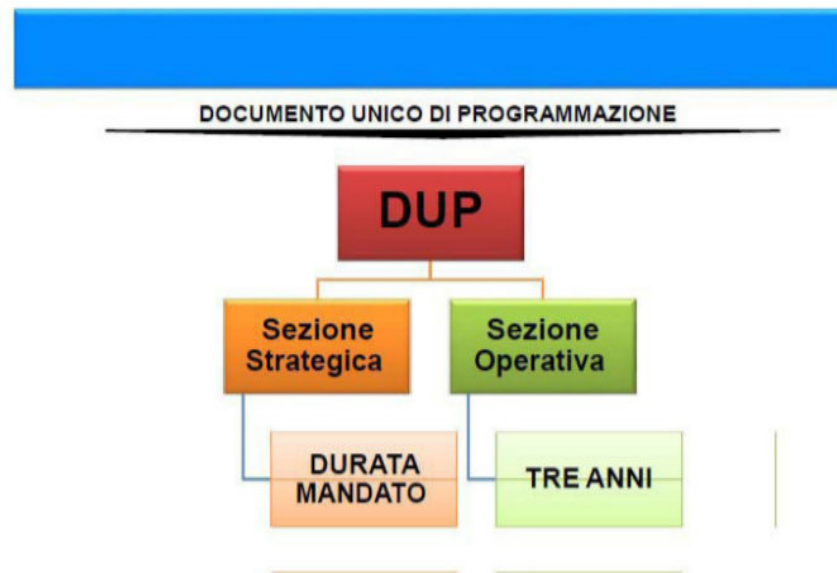 DOCUMENTO UNICO DI PROGRAMMAZIONE
DUP
Sezione
Strategica
Sezione
Operativa
DURATA
MANDATO
TRE ANNI